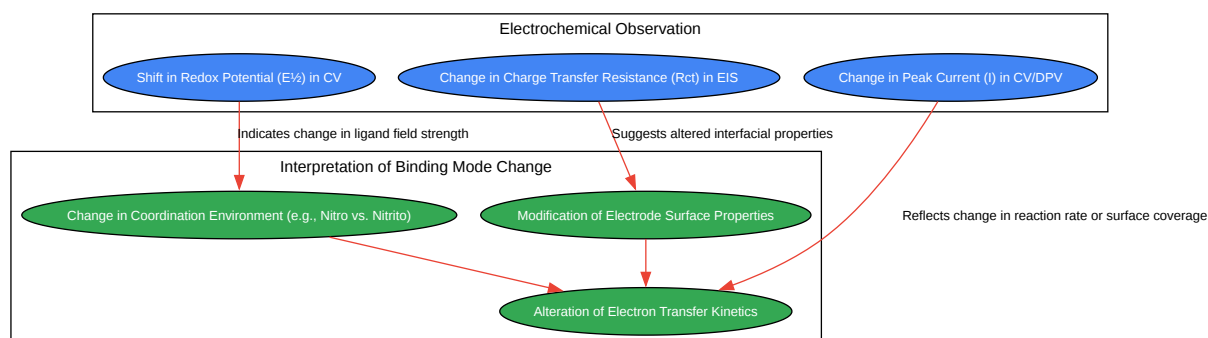 Electrochemical Observation
Shift in Redox Potential (E½) in CV
Change in Charge Transfer Resistance (Rct) in EIS
Change in Peak Current (I) in CV/DPV
Indicates change in ligand field strength
Suggests altered interfacial properties
Interpretation of Binding Mode Change
Change in Coordination Environment (e.g., Nitro vs. Nitrito)
Modification of Electrode Surface Properties
Reflects change in reaction rate or surface coverage
Alteration of Electron Transfer Kinetics